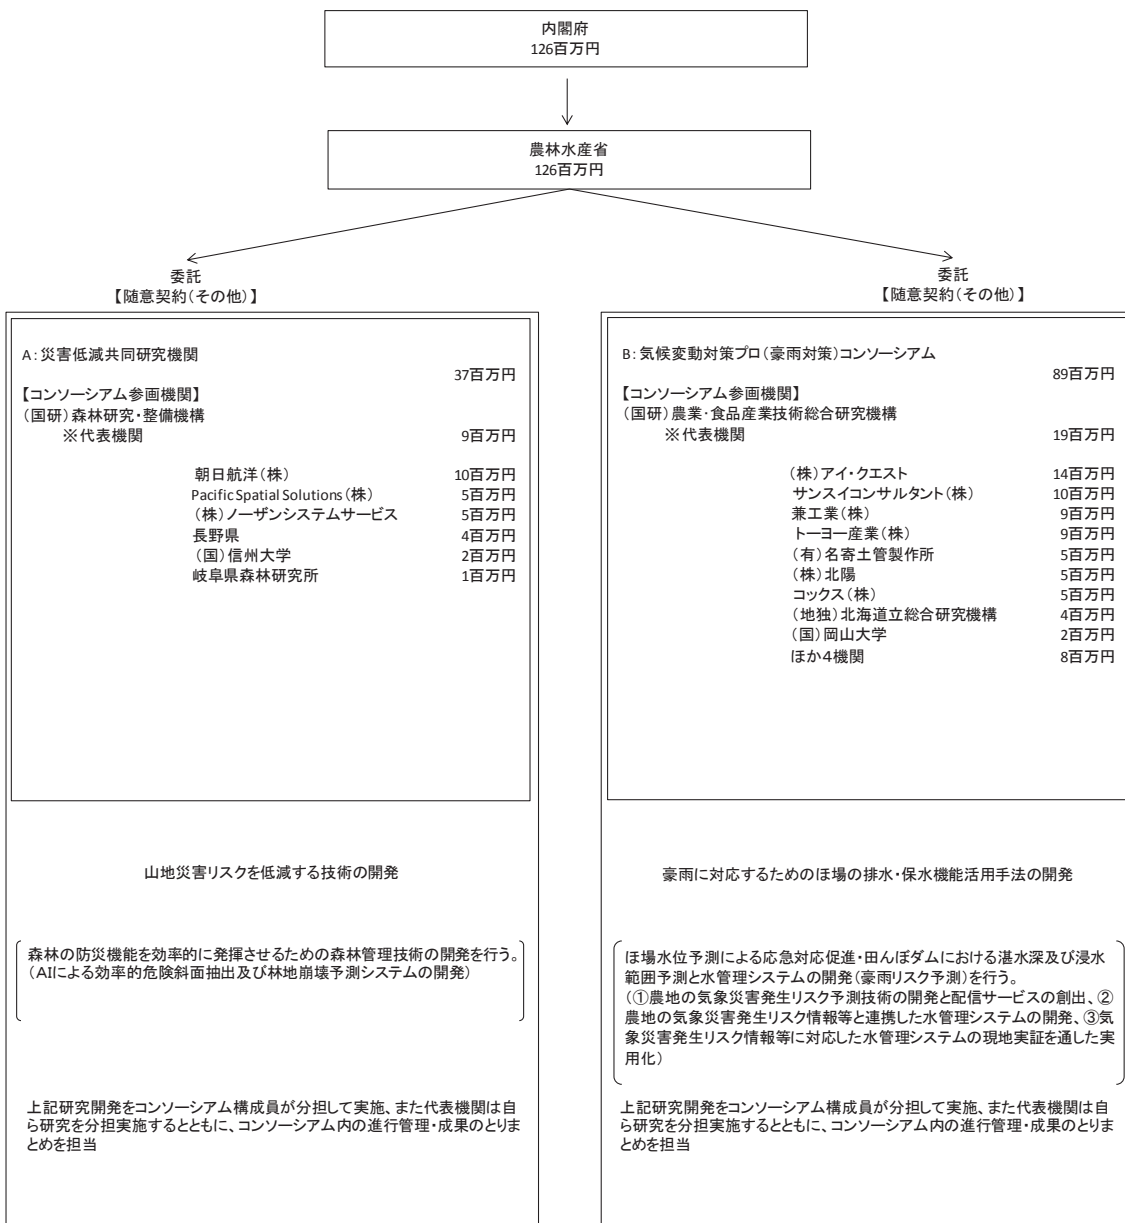 内閣府
126百万円
農林水産省
126百万円
委託
【随意契約(その他)】
A:災害低減共同研究機関
37百万円
【コンソーシアム参画機関】
(国研)森林研究・整備機構
※代表機関 9百万円
朝日航洋(株) 10百万円
Pacific Spatial Solutions(株) 5百万円
(株)ノーザンシステムサービス 5百万円
長野県 4百万円
(国)信州大学 2百万円
岐阜県森林研究所 1百万円
山地災害リスクを低減する技術の開発
森林の防災機能を効率的に発揮させるための森林管理技術の開発を行う。
(AIによる効率的危険斜面抽出及び林地崩壊予測システムの開発)
上記研究開発をコンソーシアム構成員が分担して実施、また代表機関は自
ら研究を分担実施するとともに、コンソーシアム内の進行管理・成果のとりま
とめを担当
委託
【随意契約(その他)】
B:気候変動対策プロ(豪雨対策)コンソーシアム
89百万円
【コンソーシアム参画機関】
(国研)農業・食品産業技術総合研究機構
※代表機関 19百万円
(株)アイ・クエスト 14百万円
サンスイコンサルタント(株) 10百万円
兼工業(株) 9百万円
トーヨー産業(株) 9百万円
(有)名寄土管製作所 5百万円
(株)北陽 5百万円
コックス(株) 5百万円
(地独)北海道立総合研究機構 4百万円
(国)岡山大学 2百万円
ほか4機関 8百万円
豪雨に対応するためのほ場の排水・保水機能活用手法の開発
ほ場水位予測による応急対応促進・田んぼダムにおける湛水深及び浸水
範囲予測と水管理システムの開発(豪雨リスク予測)を行う。
(①農地の気象災害発生リスク予測技術の開発と配信サービスの創出、②
農地の気象災害発生リスク情報等と連携した水管理システムの開発、③気
象災害発生リスク情報等に対応した水管理システムの現地実証を通した実
用化)
上記研究開発をコンソーシアム構成員が分担して実施、また代表機関は自
ら研究を分担実施するとともに、コンソーシアム内の進行管理・成果のとりま
とめを担当